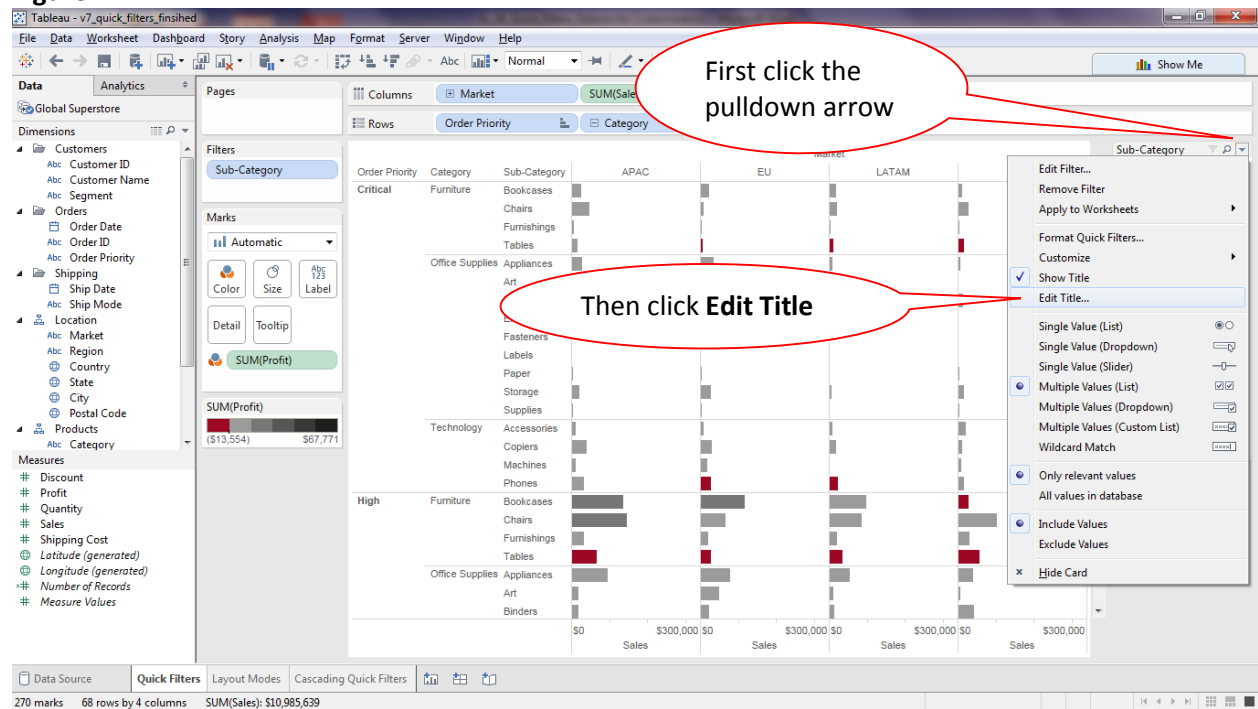 Tableau - v7_quick_filters_finsihed
File Data Worksheet Dashboard Story Analysis Map Format Server Window Help
Abc Normal
Show Me
First click the
pulldown arrow
Data Analytics
Global Superstore
Dimensions
Customers
Abc Customer ID
Abc Customer Name
Abc Segment
Orders
Order Date
Abc Order ID
Abc Order Priority
Shipping
Ship Date
Abc Ship Mode
Location
Abc Market
Abc Region
Country
State
City
Postal Code
Products
Abc Category
Measures
# Discount
# Profit
# Quantity
# Sales
# Shipping Cost
Latitude (generated)
Longitude (generated)
=# Number of Records
# Measure Values
Pages
Filters
Sub-Category
Marks
Automatic
Color Size Abc 123 Label
Detail Tooltip
SUM(Profit)
SUM(Profit)
($13,554) $67,771
Columns Market
Rows Order Priority Category
Order Priority Category Sub-Category APAC EU LATAM
Critical Furniture Bookcases
Chairs
Furnishings
Tables
Office Supplies Appliances
Art
Then click Edit Title
Fasteners
Labels
Paper
Storage
Supplies
Technology Accessories
Copiers
Machines
Phones
High Furniture Bookcases
Chairs
Furnishings
Tables
Office Supplies Appliances
Art
Binders
$0 $300,000 $0 $300,000 $0 $300,000 $0 $300,000
Sales Sales Sales Sales
Sub-Category
Edit Filter...
Remove Filter
Apply to Worksheets
Format Quick Filters...
Customize
Show Title
Edit Title...
Single Value (List)
Single Value (Dropdown)
Single Value (Slider)
Multiple Values (List)
Multiple Values (Dropdown)
Multiple Values (Custom List)
Wildcard Match
Only relevant values
All values in database
Include Values
Exclude Values
x Hide Card
Data Source Quick Filters Layout Modes Cascading Quick Filters
270 marks 68 rows by 4 columns SUM(Sales): $10,985,639